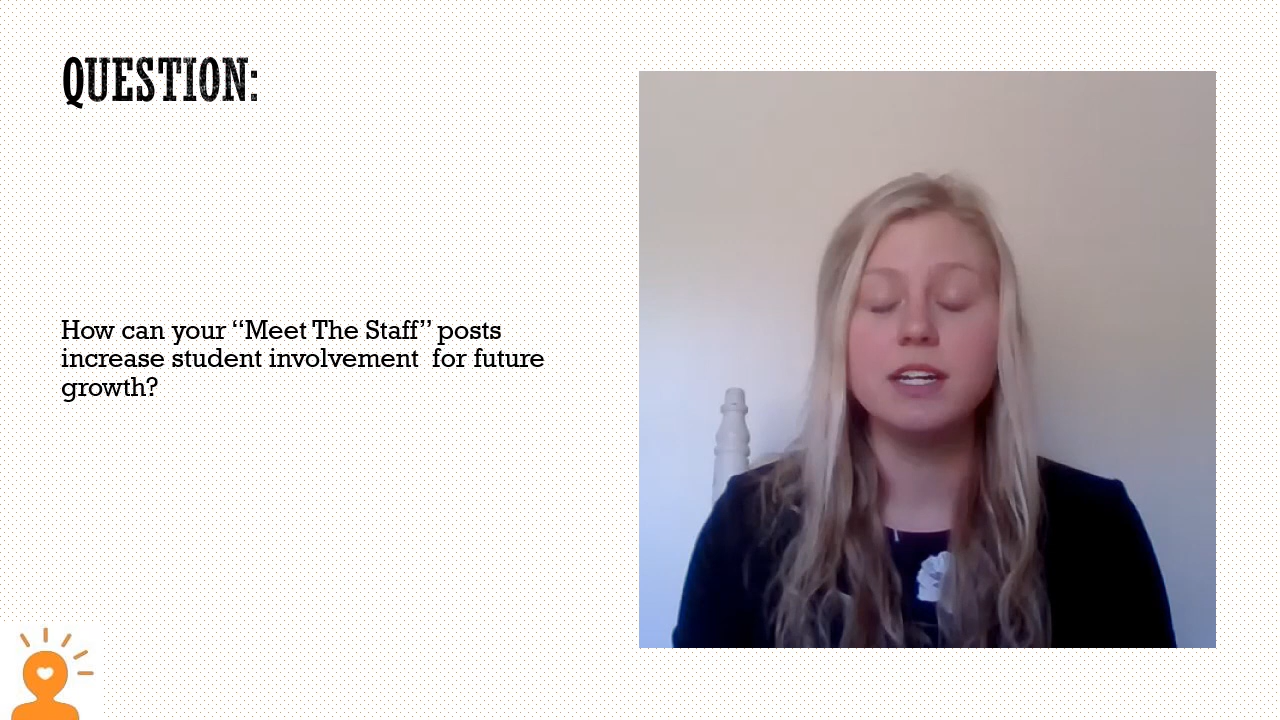 QUESTION:
How can your “Meet The Staff” posts
increase student involvement  for future
growth?